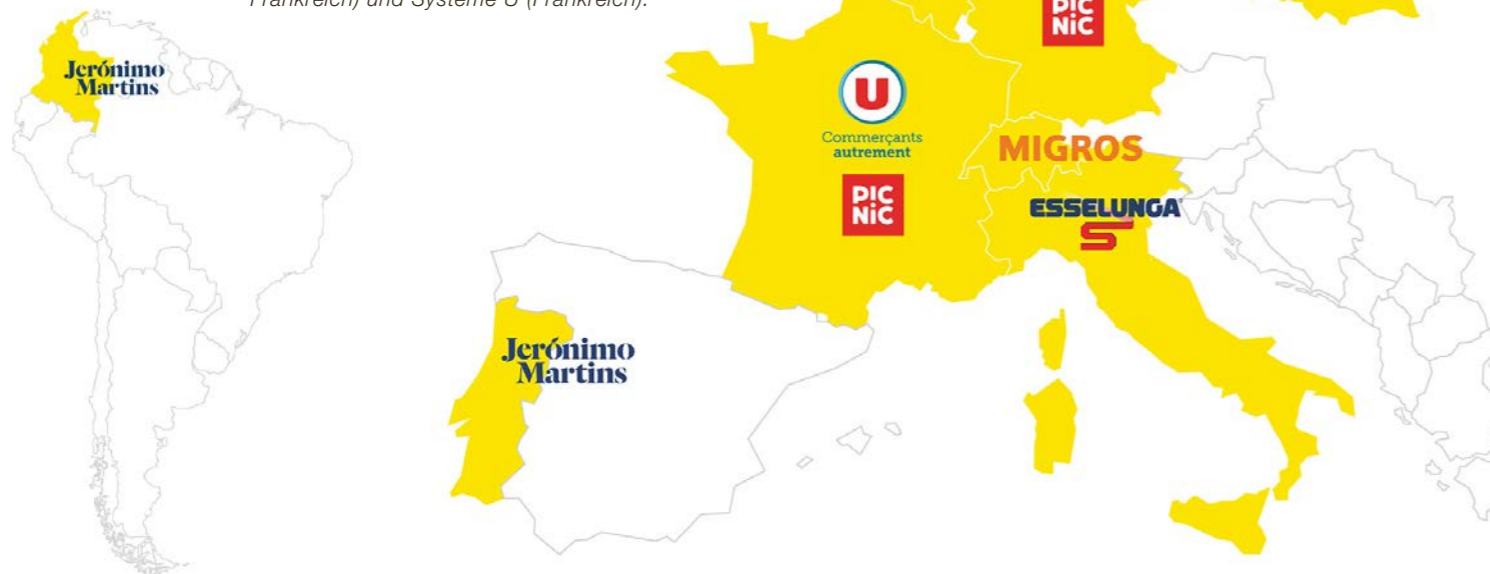 Frankreich) und Système U (Frankreich).
PIC
NiC
Jerónimo
Martins
U
Commerçants
autrement
MIGROS
PIC
NiC
ESSELUNGA
S
Jerónimo
Martins